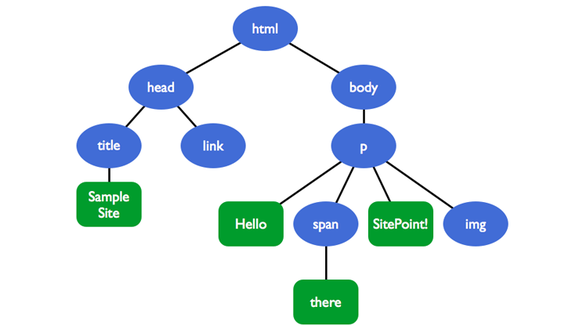 html
head
body
title
link
p
Sample
Site
Hello
span
SitePoint!
img
there